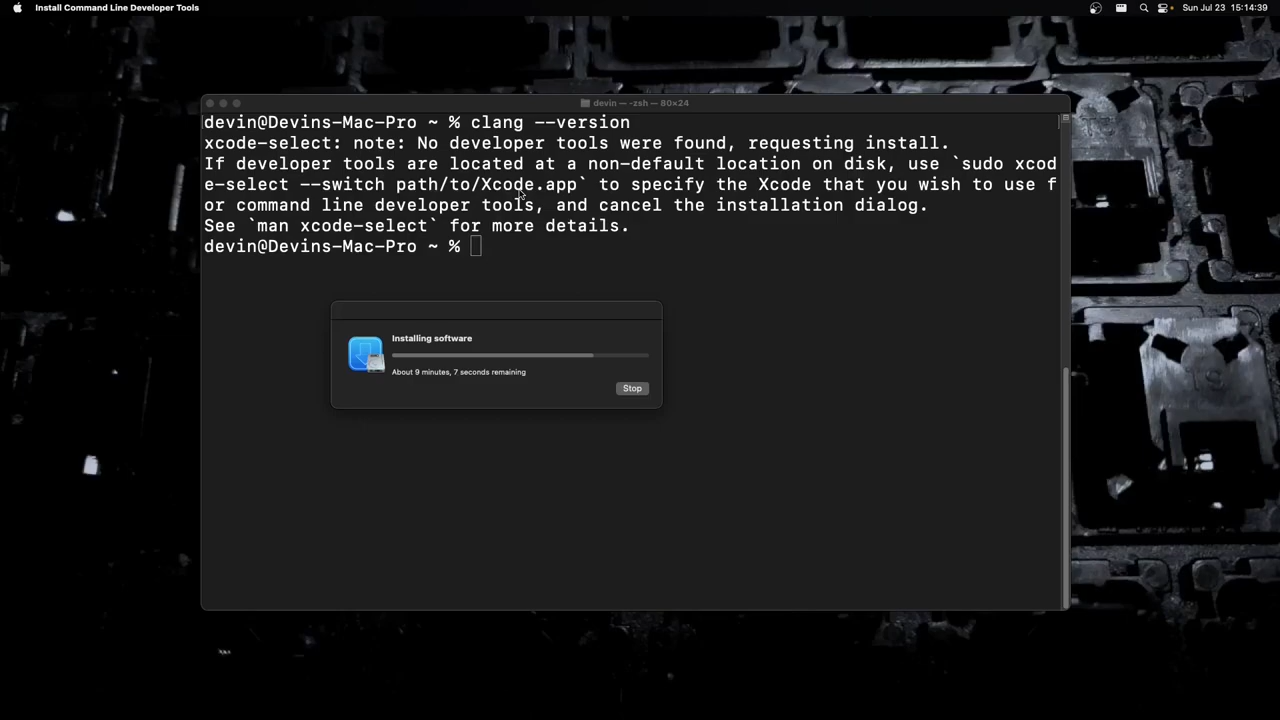 Install Command Line Developer Tools
Sun Jul 23 15:14:39
devin — -zsh — 80×24
devin@Devins-Mac-Pro ~ % clang --version
xcode-select: note: No developer tools were found, requesting install.
If developer tools are located at a non-default location on disk, use `sudo xcod
e-select --switch path/to/Xcode.app` to specify the Xcode that you wish to use f
or command line developer tools, and cancel the installation dialog.
See `man xcode-select` for more details.
devin@Devins-Mac-Pro ~ %
Installing software
About 9 minutes, 7 seconds remaining
Stop